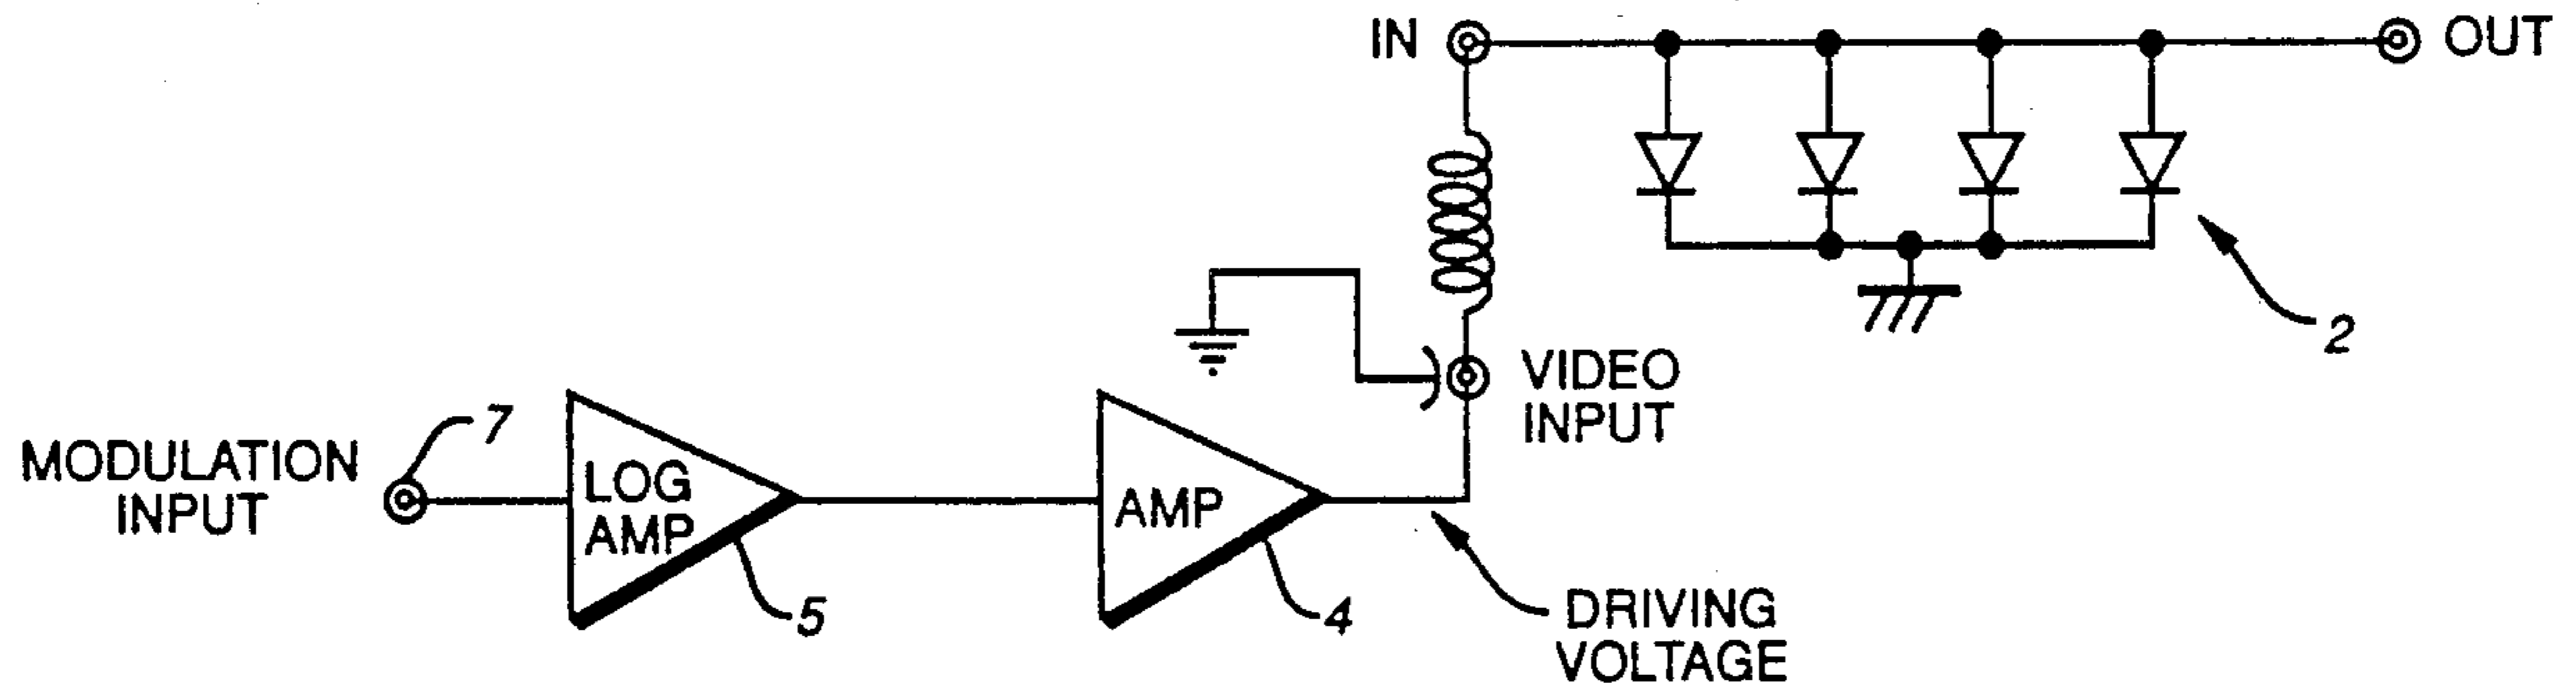 IN
OUT
2
VIDEO
INPUT
7
MODULATION
INPUT
LOG
AMP
5
AMP
4
DRIVING
VOLTAGE